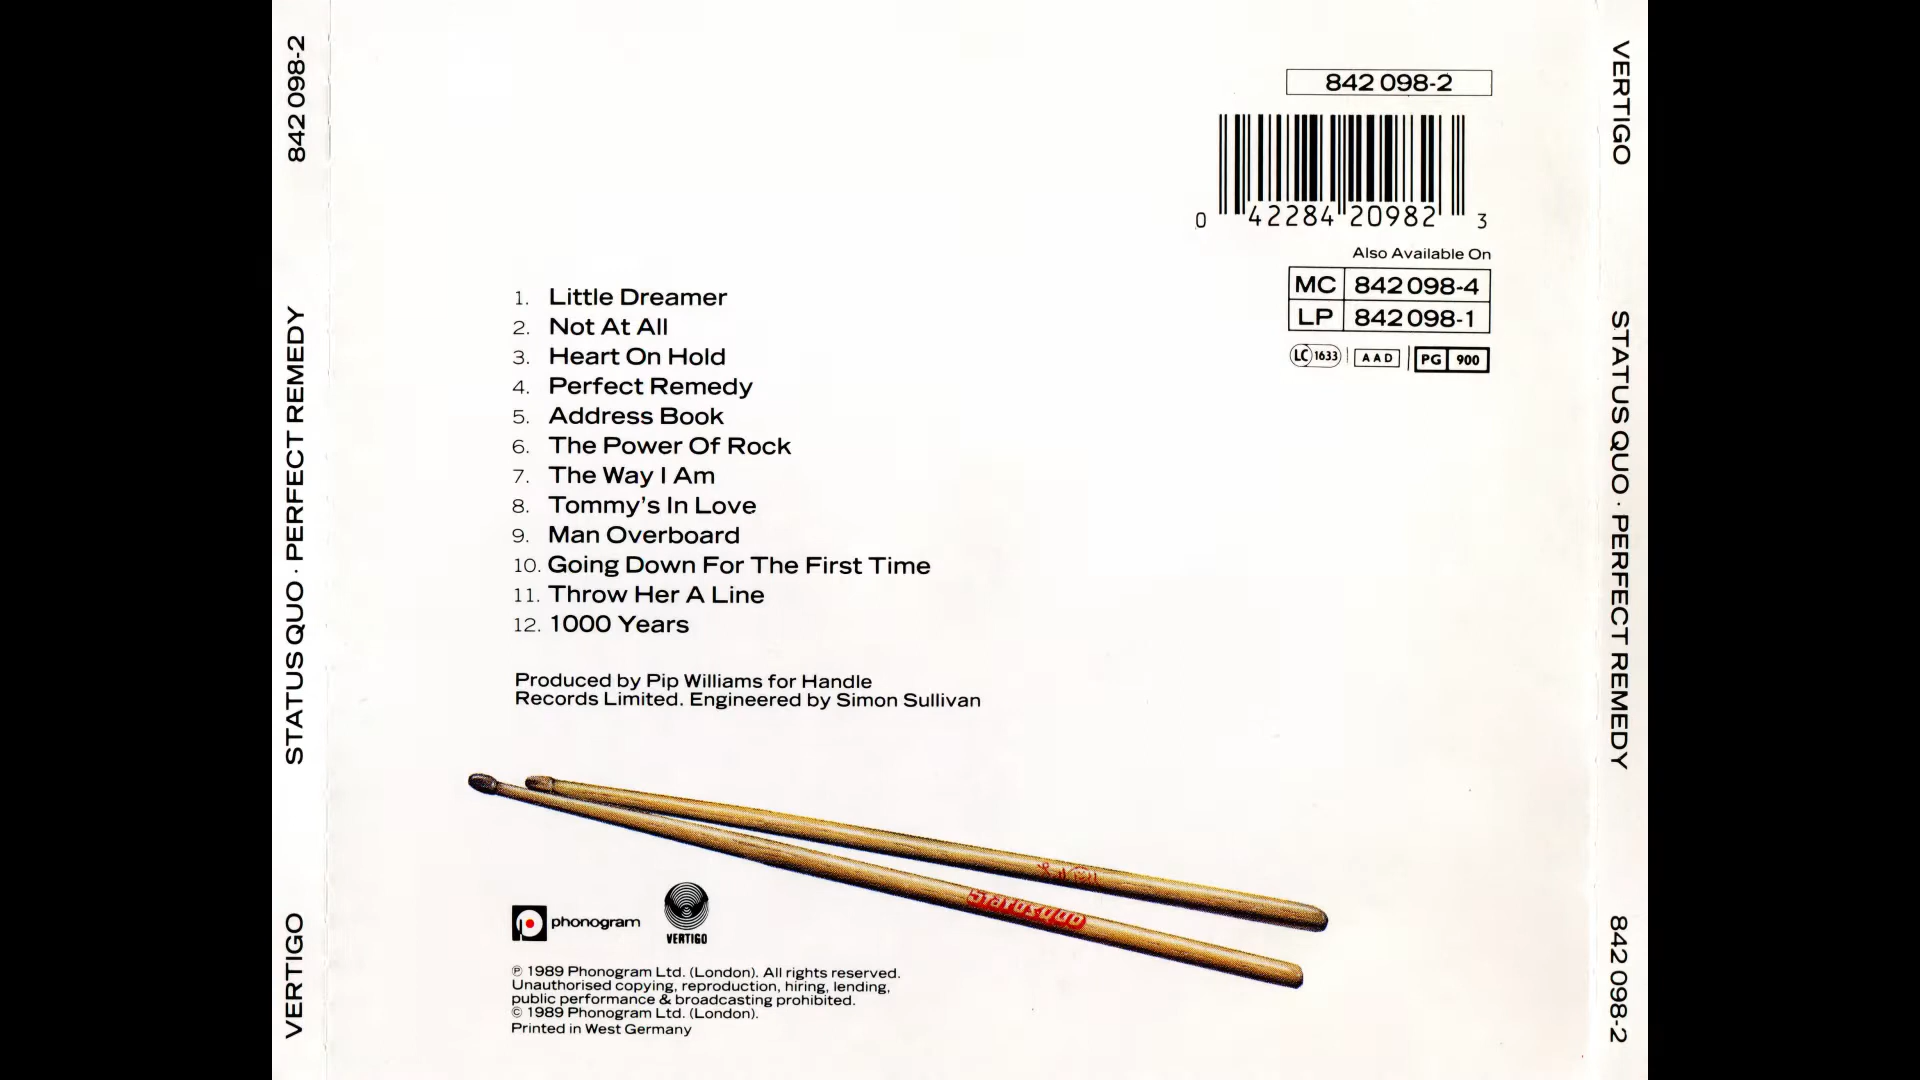 842 098-2
STATUS QUO · PERFECT REMEDY
VERTIGO
842 098-2
0 42284 20982 3
Also Available On
MC 842 098-4
LP 842 098-1
LC 1633 AAD PG 900
1. Little Dreamer
2. Not At All
3. Heart On Hold
4. Perfect Remedy
5. Address Book
6. The Power Of Rock
7. The Way I Am
8. Tommy's In Love
9. Man Overboard
10. Going Down For The First Time
11. Throw Her A Line
12. 1000 Years
Produced by Pip Williams for Handle
Records Limited. Engineered by Simon Sullivan
Status Quo
phonogram
VERTIGO
℗ 1989 Phonogram Ltd. (London). All rights reserved.
Unauthorised copying, reproduction, hiring, lending,
public performance & broadcasting prohibited.
© 1989 Phonogram Ltd. (London).
Printed in West Germany
VERTIGO
STATUS QUO · PERFECT REMEDY
842 098-2